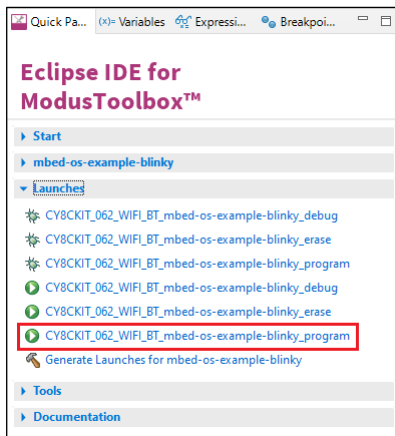 Quick Pa...
(x)= Variables
Expressi...
Breakpoi...
Eclipse IDE for
ModusToolbox™
Start
mbed-os-example-blinky
Launches
CY8CKIT_062_WIFI_BT_mbed-os-example-blinky_debug
CY8CKIT_062_WIFI_BT_mbed-os-example-blinky_erase
CY8CKIT_062_WIFI_BT_mbed-os-example-blinky_program
CY8CKIT_062_WIFI_BT_mbed-os-example-blinky_debug
CY8CKIT_062_WIFI_BT_mbed-os-example-blinky_erase
CY8CKIT_062_WIFI_BT_mbed-os-example-blinky_program
Generate Launches for mbed-os-example-blinky
Tools
Documentation